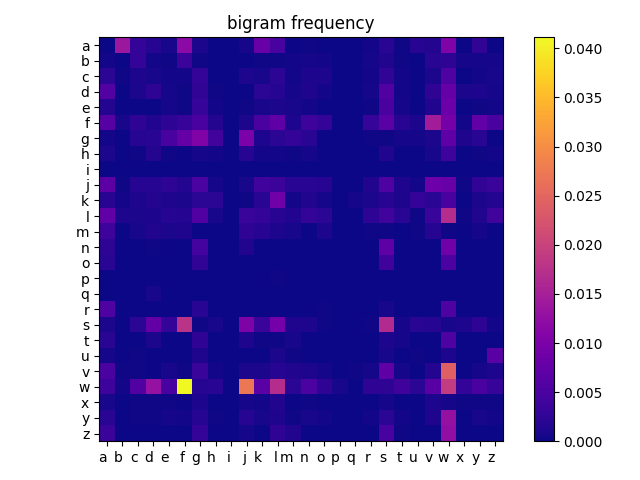 bigram frequency
a
b
c
d
e
f
g
h
i
j
k
l
m
n
o
p
q
r
s
t
u
v
w
x
y
z
a b c d e f g h i j k l m n o p q r s t u v w x y z
0.040
0.035
0.030
0.025
0.020
0.015
0.010
0.005
0.000